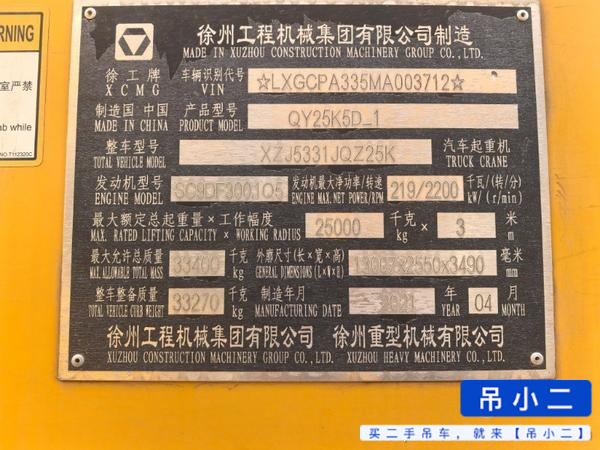 RNING
室严禁
ab while
NO.T112320C
徐州工程机械集团有限公司制造
MADE IN XUZHOU CONSTRUCTION MACHINERY GROUP CO.,LTD.
徐工牌 车辆识别代号 ☆LXGCPA335MA003712☆
XCMG VIN
制造国·中国 产品型号 QY25K5D_1
MADE IN CHINA PRODUCT MODEL
整车型号 XZJ5331JQZ25K 汽车起重机
TOTAL VEHICLE MODEL TRUCK CRANE
发动机型号 SC9DF3001Q5 发动机最大净功率/转速 219/2200 千瓦/(转/分)
ENGINE MODEL ENGINE MAX.NET POWER/RPM kW/(r/min)
最大额定总起重量×工作幅度 25000 千克 × 3 米
MAX. RATED LIFTING CAPACITY × WORKING RADIUS kg m
最大允许总质量 33400 千克 外廓尺寸(长×宽×高) ×2550×3490 毫米
MAX ALLOWABLE TOTAL MASS kg GENERAL DIMENSIONS (L×W×H) mm
整车整备质量 33270 千克 制造年月 2021 年 04 月
TOTAL VEHICLE CURB WEIGHT kg MANUFACTURING DATE YEAR MONTH
徐州工程机械集团有限公司 徐州重型机械有限公司
XUZHOU CONSTRUCTION MACHINERY GROUP CO.,LTD. XUZHOU HEAVY MACHINERY CO.,LTD.
吊小二
买二手吊车，就来【吊小二】